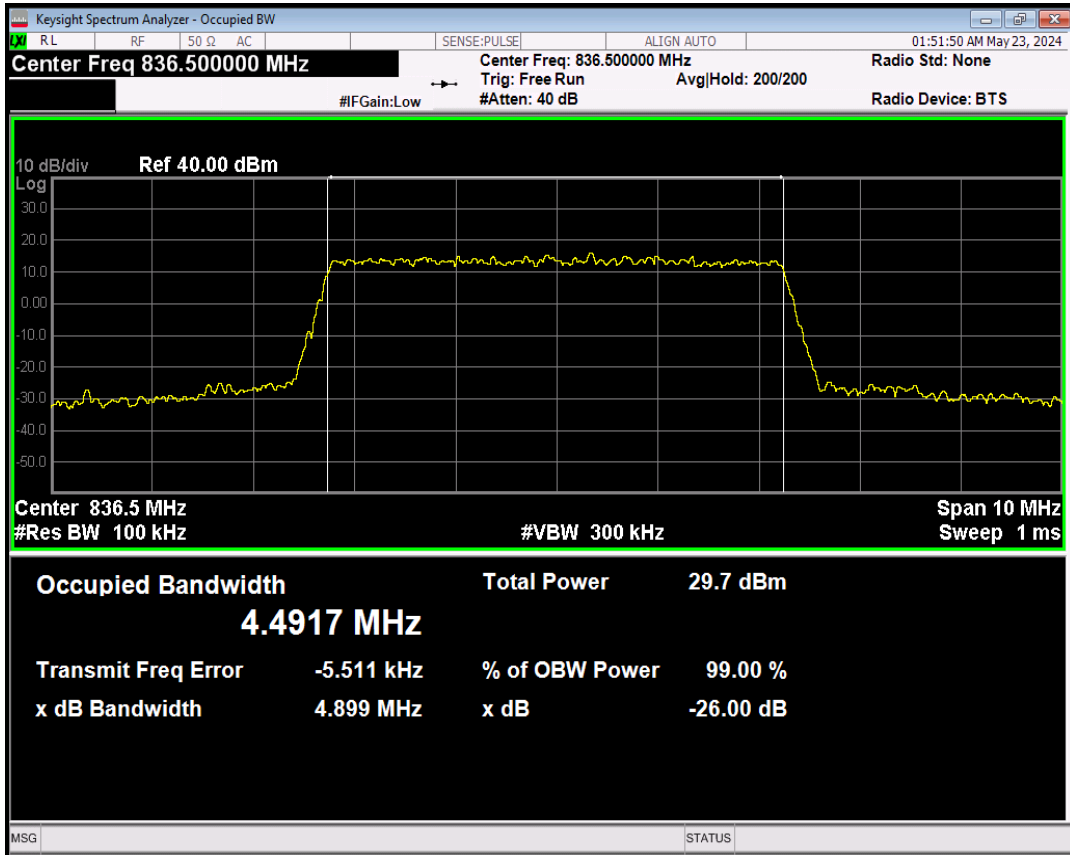 Keysight Spectrum Analyzer - Occupied BW
LXI RL RF 50 Ω AC SENSE:PULSE ALIGN AUTO 01:51:50 AM May 23, 2024
Center Freq 836.500000 MHz Center Freq: 836.500000 MHz Radio Std: None
Trig: Free Run Avg|Hold: 200/200
#IFGain:Low #Atten: 40 dB Radio Device: BTS
10 dB/div Ref 40.00 dBm
Log
30.0
20.0
10.0
0.00
-10.0
-20.0
-30.0
-40.0
-50.0
Center 836.5 MHz Span 10 MHz
#Res BW 100 kHz #VBW 300 kHz Sweep 1 ms
Occupied Bandwidth Total Power 29.7 dBm
4.4917 MHz
Transmit Freq Error -5.511 kHz % of OBW Power 99.00 %
x dB Bandwidth 4.899 MHz x dB -26.00 dB
MSG STATUS